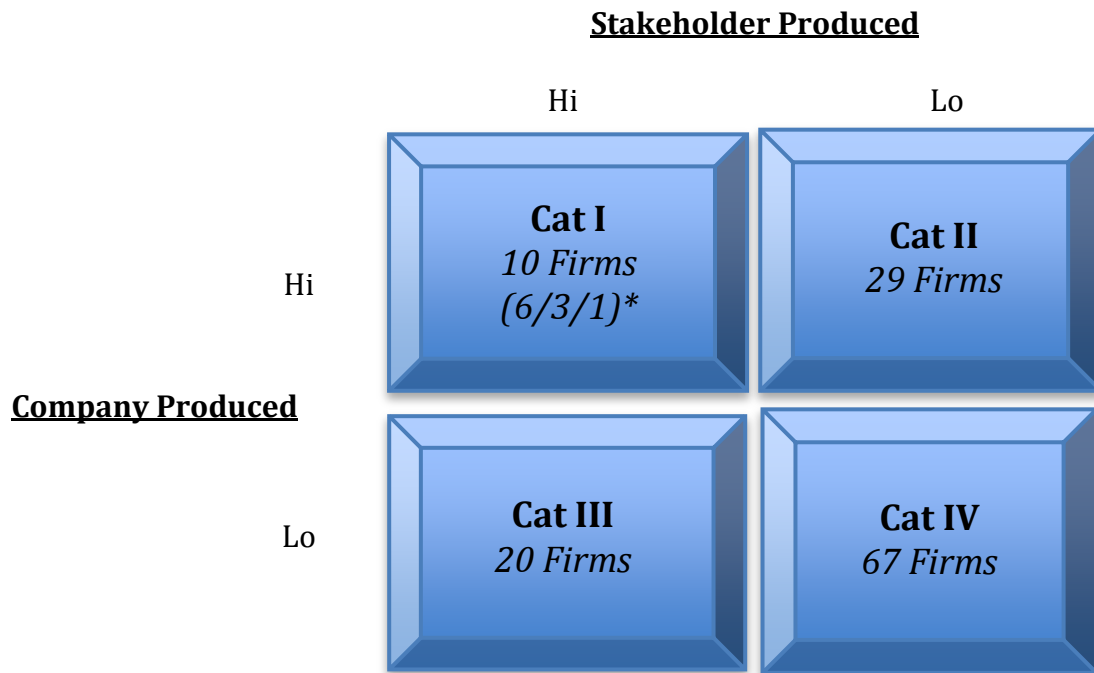 Stakeholder Produced
Hi
Lo
Cat I
10 Firms
(6/3/1)*
Cat II
29 Firms
Hi
Company Produced
Lo
Cat III
20 Firms
Cat IV
67 Firms